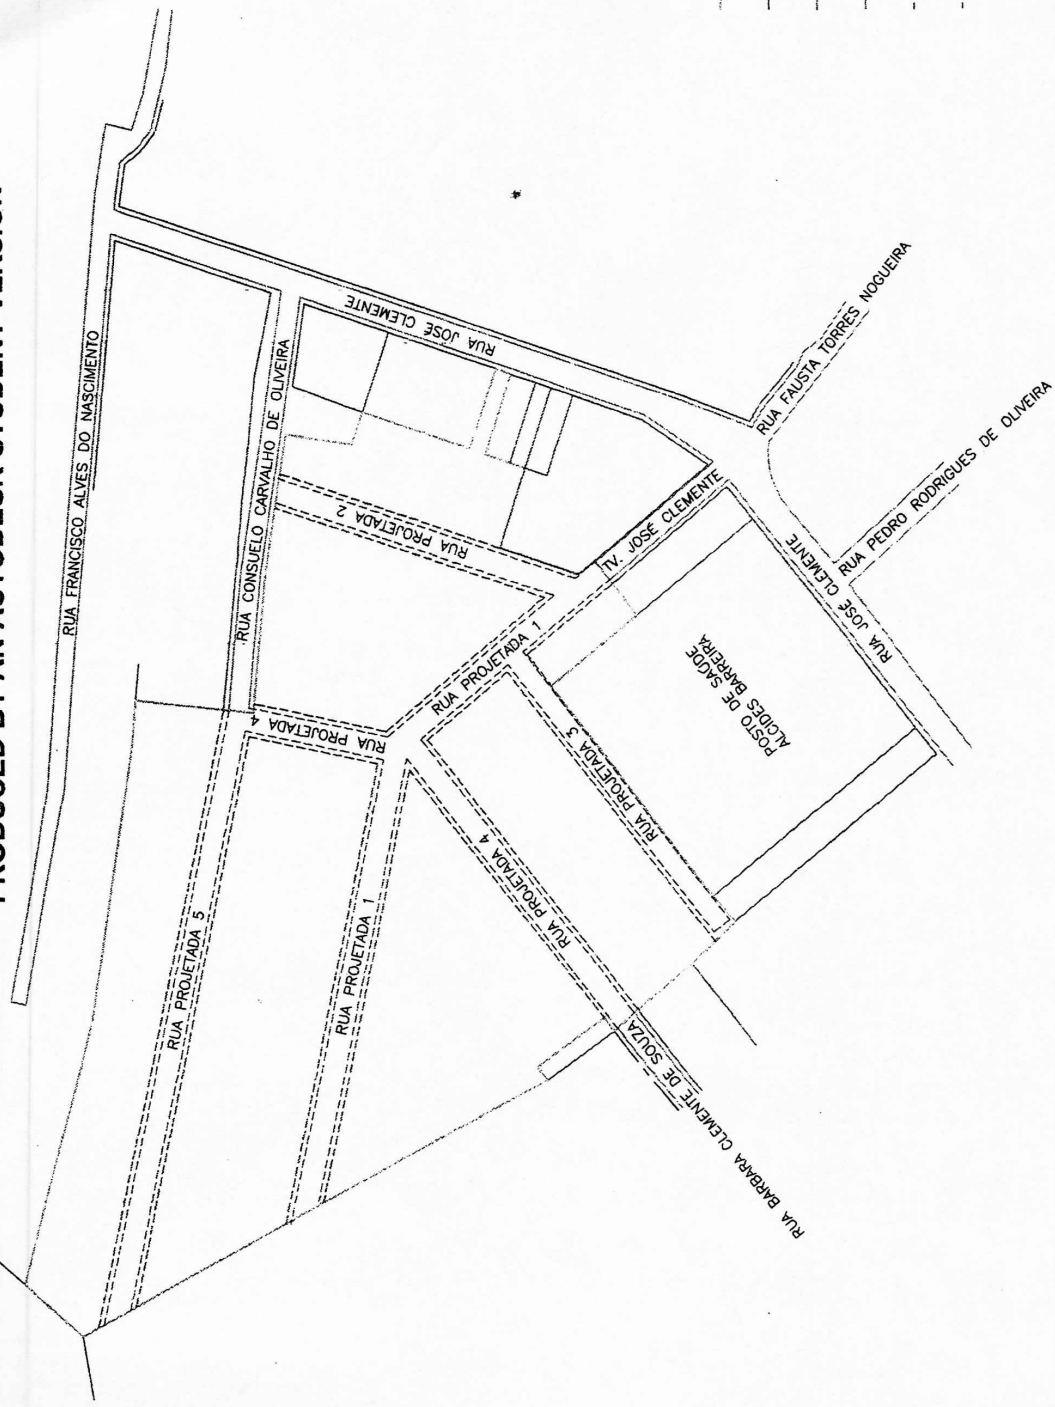 PRODUCED BY AN AUTODESK STUDENT VERSION
RUA FRANCISCO ALVES DO NASCIMENTO
RUA JOSÉ CLEMENTE
RUA CONSUELO CARVALHO DE OLIVEIRA
RUA PROJETADA 2
RUA FAUSTA TORRES NOGUEIRA
TV. JOSÉ CLEMENTE
RUA PEDRO RODRIGUES DE OLIVEIRA
RUA JOSÉ CLEMENTE
RUA PROJETADA 1
POSTO DE SAÚDE
ALCIDES BARREIRA
RUA PROJETADA 4
RUA PROJETADA 3
RUA PROJETADA 4
RUA PROJETADA 5
RUA PROJETADA 1
RUA BARBARA CLEMENTE DE SOUZA